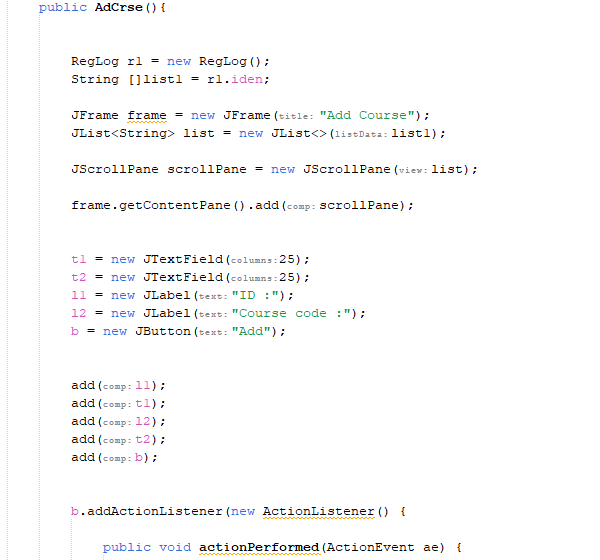 public AdCrse(){
RegLog rl = new RegLog();
String []list1 = rl.iden;
JFrame frame = new JFrame(title: "Add Course");
JList<String> list = new JList<>(listData: list1);
JScrollPane scrollPane = new JScrollPane(view: list);
frame.getContentPane().add(comp: scrollPane);
t1 = new JTextField(columns: 25);
t2 = new JTextField(columns: 25);
l1 = new JLabel(text: "ID :");
l2 = new JLabel(text: "Course code :");
b = new JButton(text: "Add");
add(comp: l1);
add(comp: t1);
add(comp: l2);
add(comp: t2);
add(comp: b);
b.addActionListener(new ActionListener() {
public void actionPerformed(ActionEvent ae) {